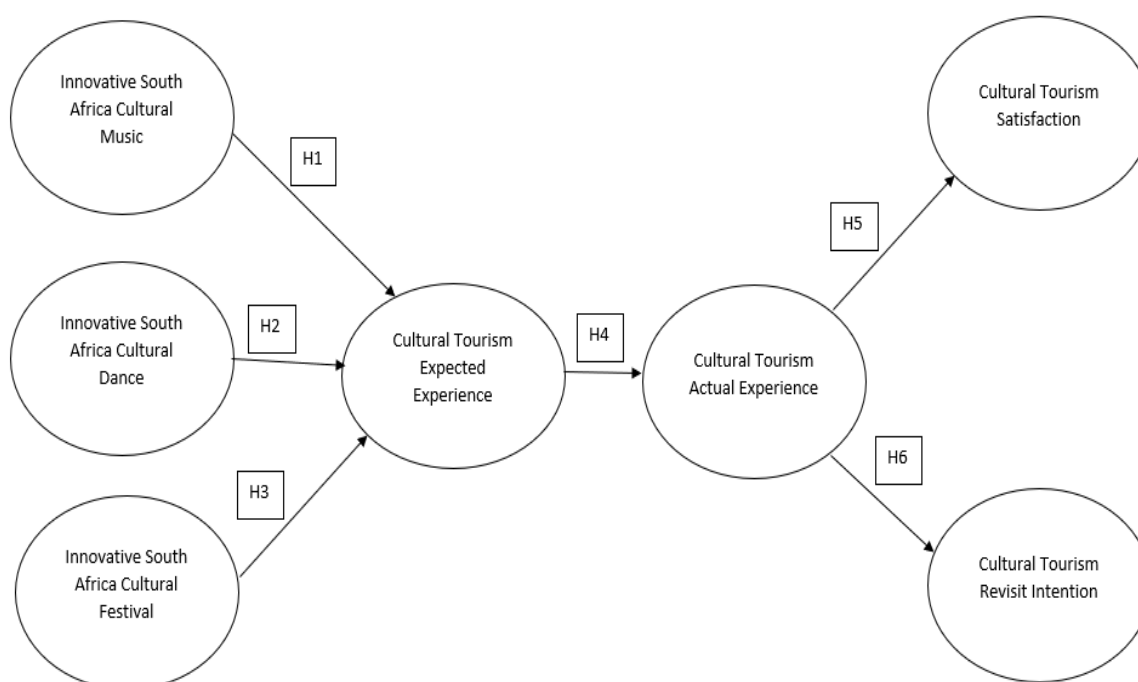 Innovative South
Africa Cultural
Music
H1
Innovative South
Africa Cultural
Dance
H2
Innovative South
Africa Cultural
Festival
H3
Cultural Tourism
Expected
Experience
H4
Cultural Tourism
Actual Experience
H5
Cultural Tourism
Satisfaction
H6
Cultural Tourism
Revisit Intention